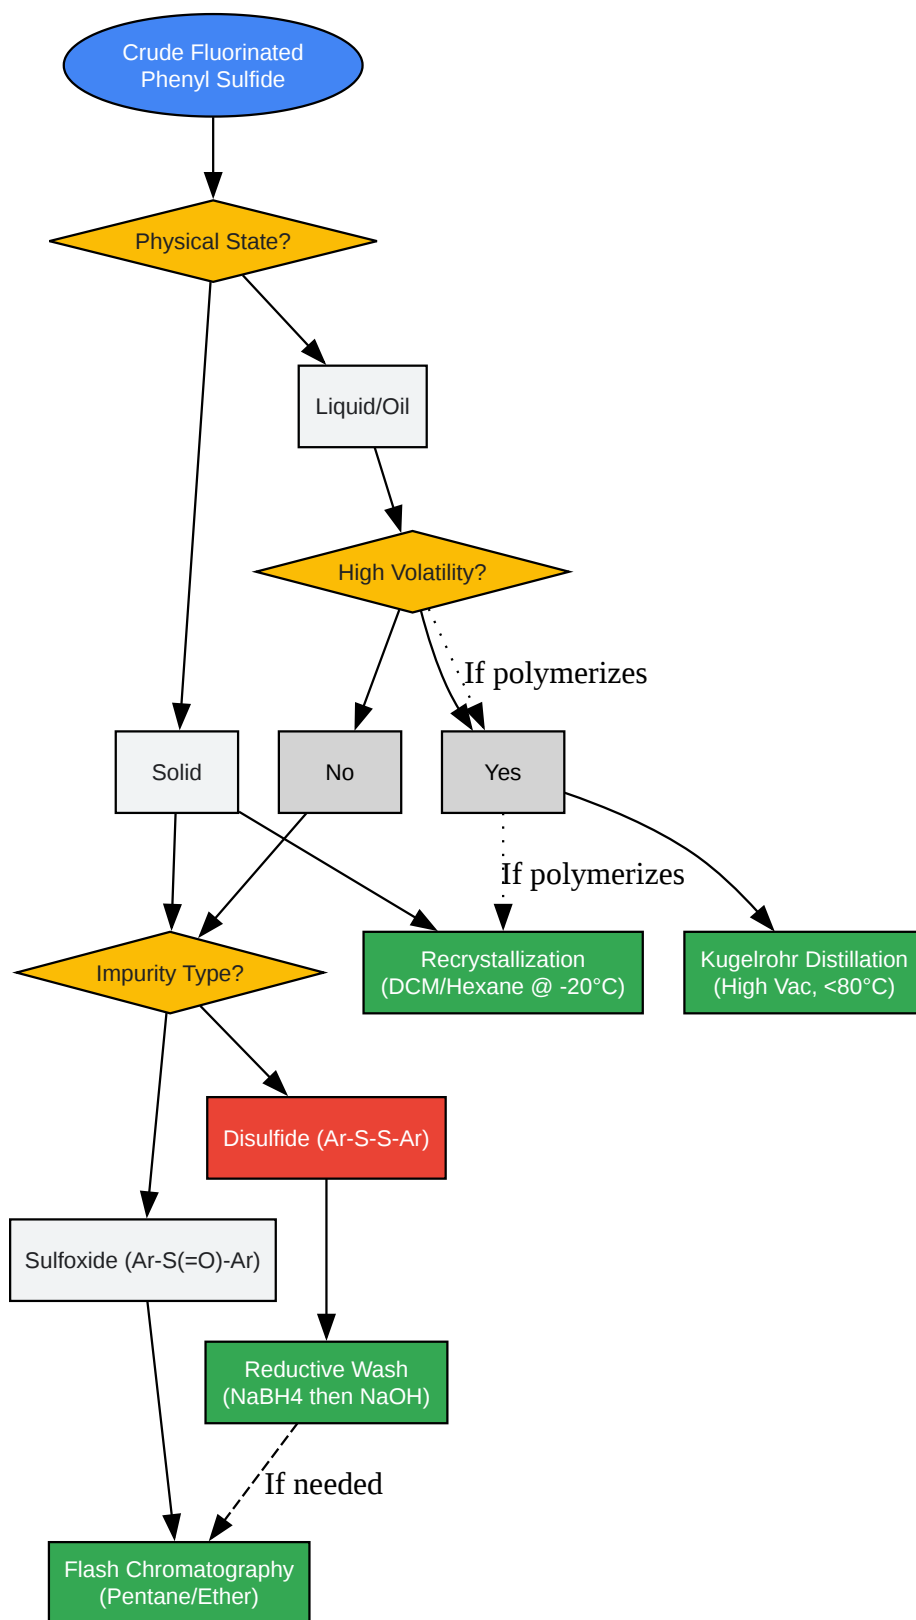 Crude Fluorinated
Phenyl Sulfide
Physical State?
Liquid/Oil
High Volatility?
If polymerizes
Solid
No
Yes
If polymerizes
Impurity Type?
Recrystallization
(DCM/Hexane @ -20°C)
Kugelrohr Distillation
(High Vac, <80°C)
Disulfide (Ar-S-S-Ar)
Sulfoxide (Ar-S(=O)-Ar)
Reductive Wash
(NaBH4 then NaOH)
If needed
Flash Chromatography
(Pentane/Ether)